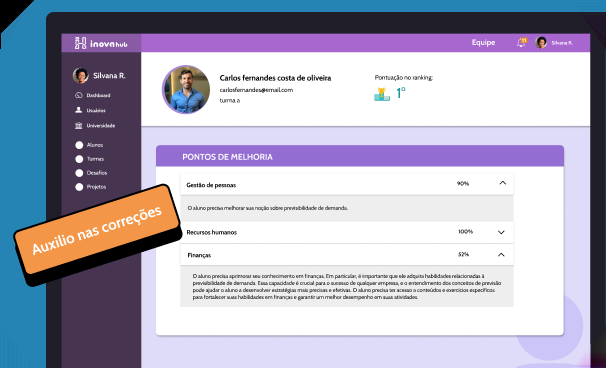 inovahub
Equipe
Silvana R.
Silvana R.
Dashboard
Usuários
Universidade
Alunos
Turmas
Desafios
Projetos
Carlos fernandes costa de oliveira
carlosfernandes@email.com
turma a
Pontuação no ranking:
1º
PONTOS DE MELHORIA
Gestão de pessoas 90%
O aluno precisa melhorar sua noção sobre previsibilidade de demanda.
Recursos humanos 100%
Finanças 52%
O aluno precisa aprimorar seu conhecimento em finanças. Em particular, é importante que ele adquira habilidades relacionadas à
previsibilidade de demanda. Essa capacidade é crucial para o sucesso de qualquer empresa, e o entendimento dos conceitos de previsão
pode ajudar o aluno a desenvolver estratégias mais precisas e efetivas. O aluno precisa ter acesso a conteúdos e exercícios específicos
para fortalecer suas habilidades em finanças e garantir um melhor desempenho em suas atividades.
Auxilio nas correções